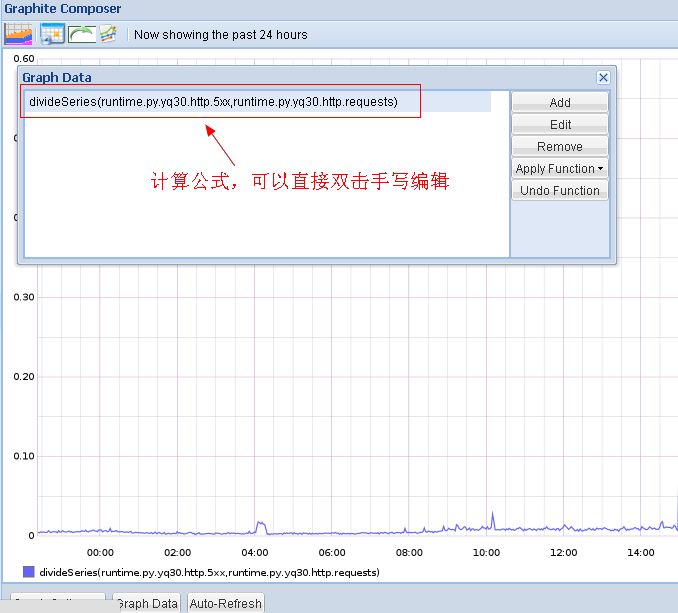 Graphite Composer
Now showing the past 24 hours
0.60
Graph Data
divideSeries(runtime.py.yq30.http.5xx,runtime.py.yq30.http.requests)
Add
Edit
Remove
Apply Function
Undo Function
计算公式，可以直接双击手写编辑
0.30
0.20
0.10
0
00:00 02:00 04:00 06:00 08:00 10:00 12:00 14:00
divideSeries(runtime.py.yq30.http.5xx,runtime.py.yq30.http.requests)
Graph Data
Auto-Refresh